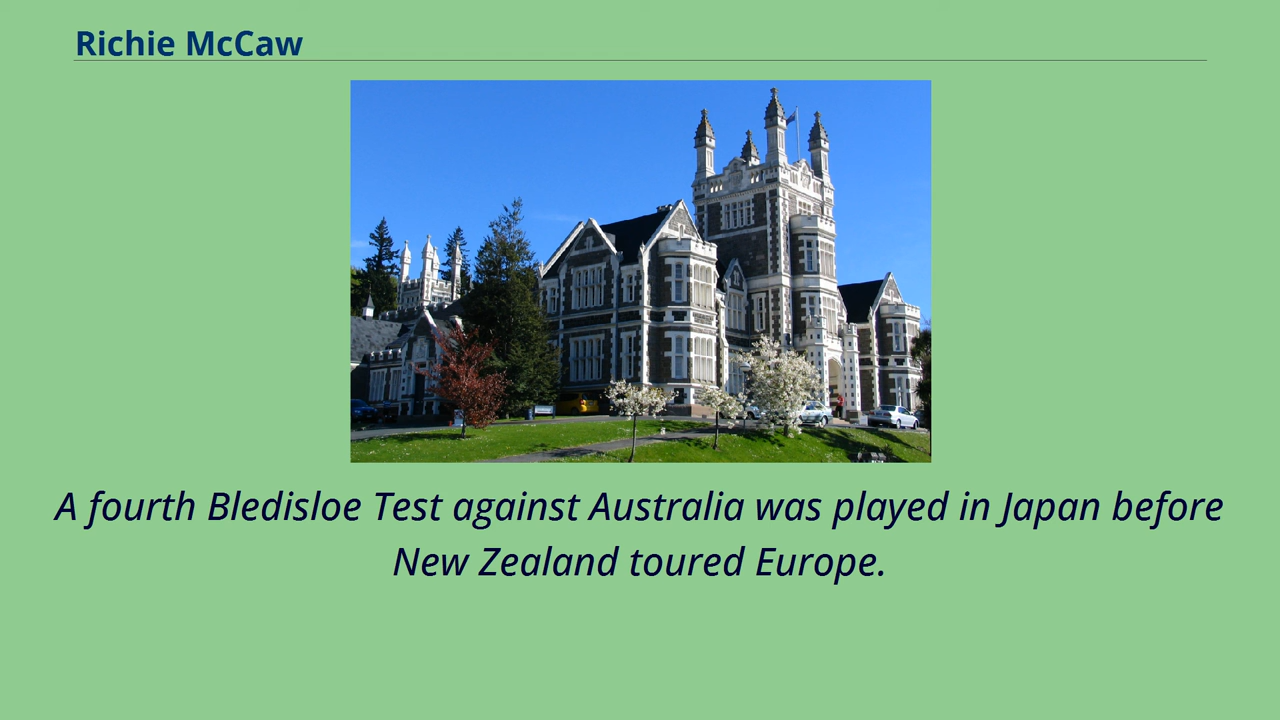 Richie McCaw
A fourth Bledisloe Test against Australia was played in Japan before
New Zealand toured Europe.